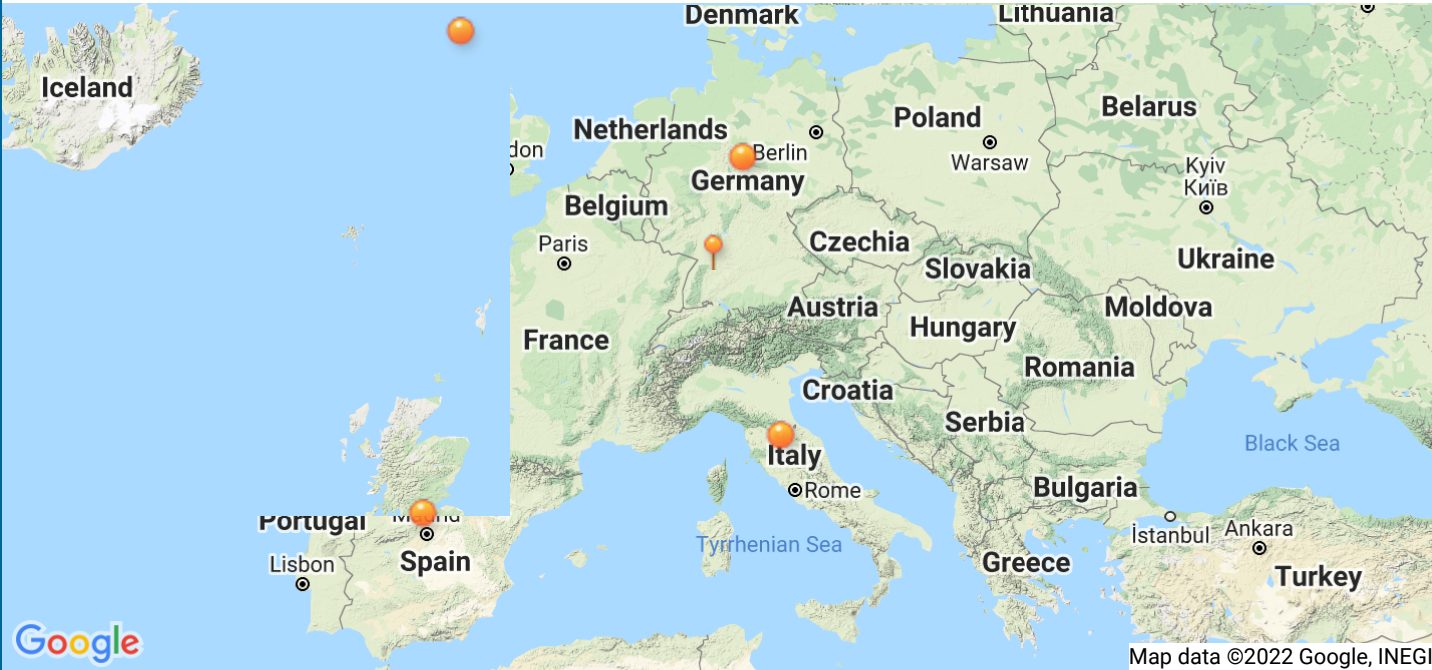 Denmark
Lithuania
Iceland
Belarus
Poland
Netherlands
don
Berlin
Warsaw
Kyiv
Київ
Germany
Belgium
Paris
Czechia
Ukraine
Slovakia
Austria
Moldova
Hungary
France
Romania
Croatia
Serbia
Black Sea
Italy
Bulgaria
Rome
Portugal
Madrid
İstanbul
Ankara
Tyrrhenian Sea
Spain
Lisbon
Greece
Turkey
Google
Map data ©2022 Google, INEGI